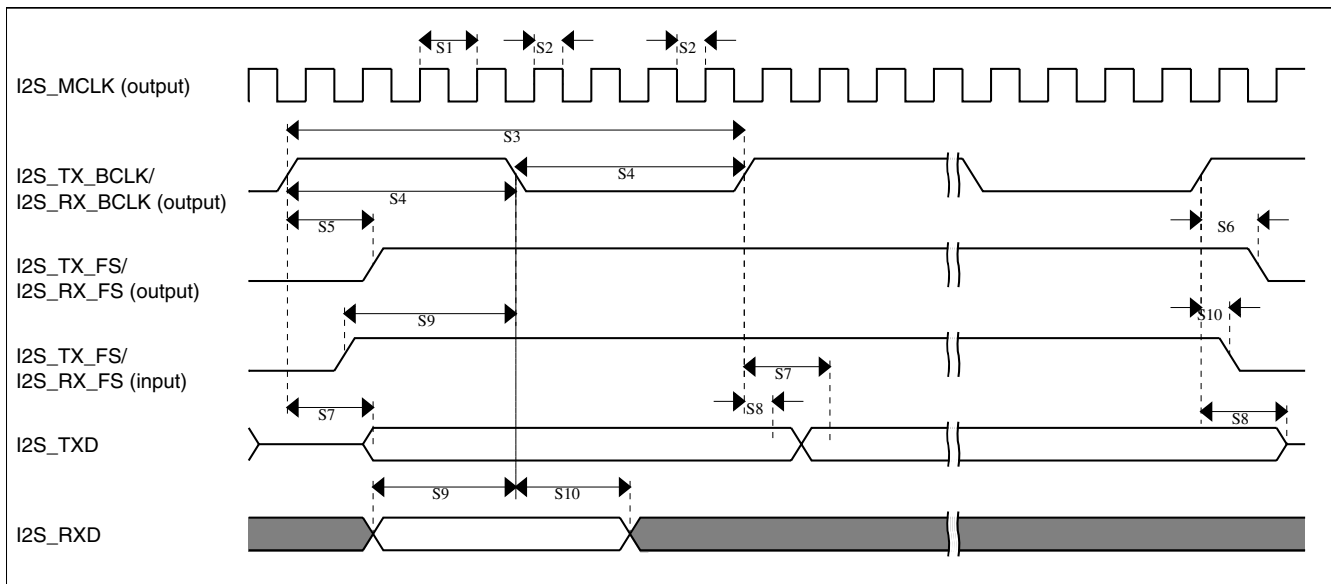 S1
S2
S2
I2S_MCLK (output)
S3
I2S_TX_BCLK/
I2S_RX_BCLK (output)
S4
S4
S5
S6
I2S_TX_FS/
I2S_RX_FS (output)
S9
S10
I2S_TX_FS/
I2S_RX_FS (input)
S7
S7
S8
S8
I2S_TXD
S9
S10
I2S_RXD